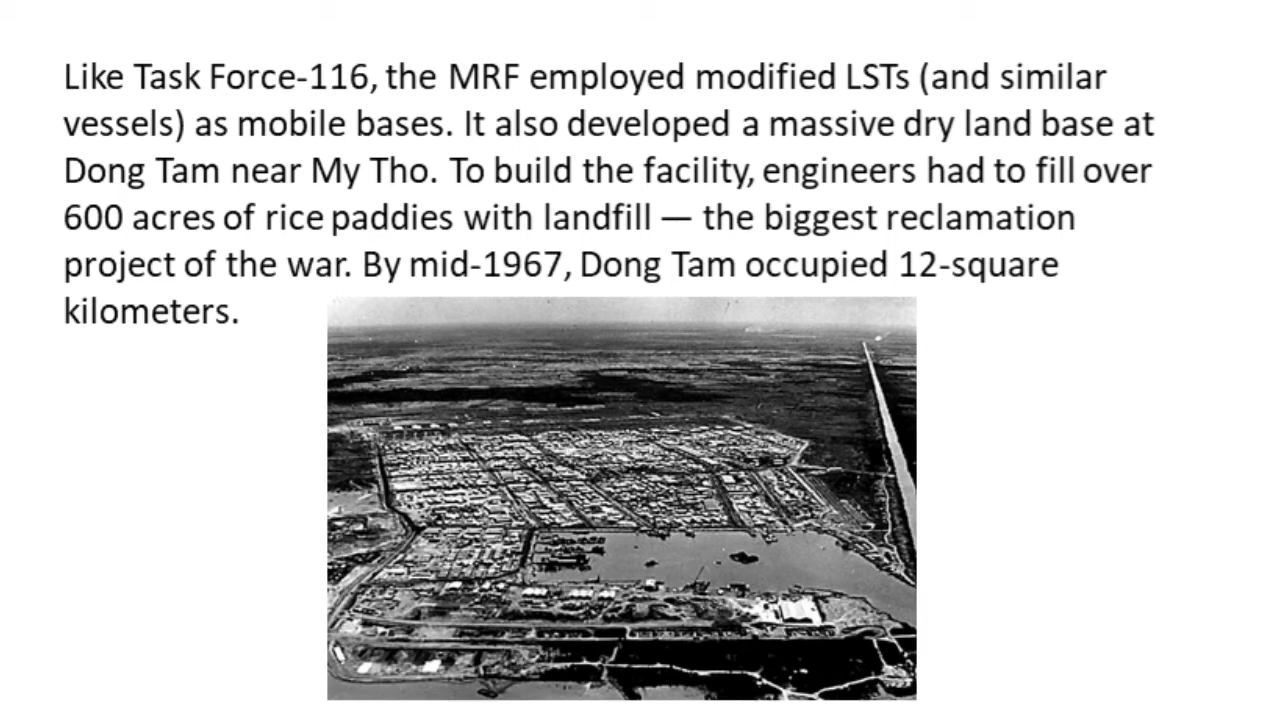 Like Task Force-116, the MRF employed modified LSTs (and similar
vessels) as mobile bases. It also developed a massive dry land base at
Dong Tam near My Tho. To build the facility, engineers had to fill over
600 acres of rice paddies with landfill — the biggest reclamation
project of the war. By mid-1967, Dong Tam occupied 12-square
kilometers.